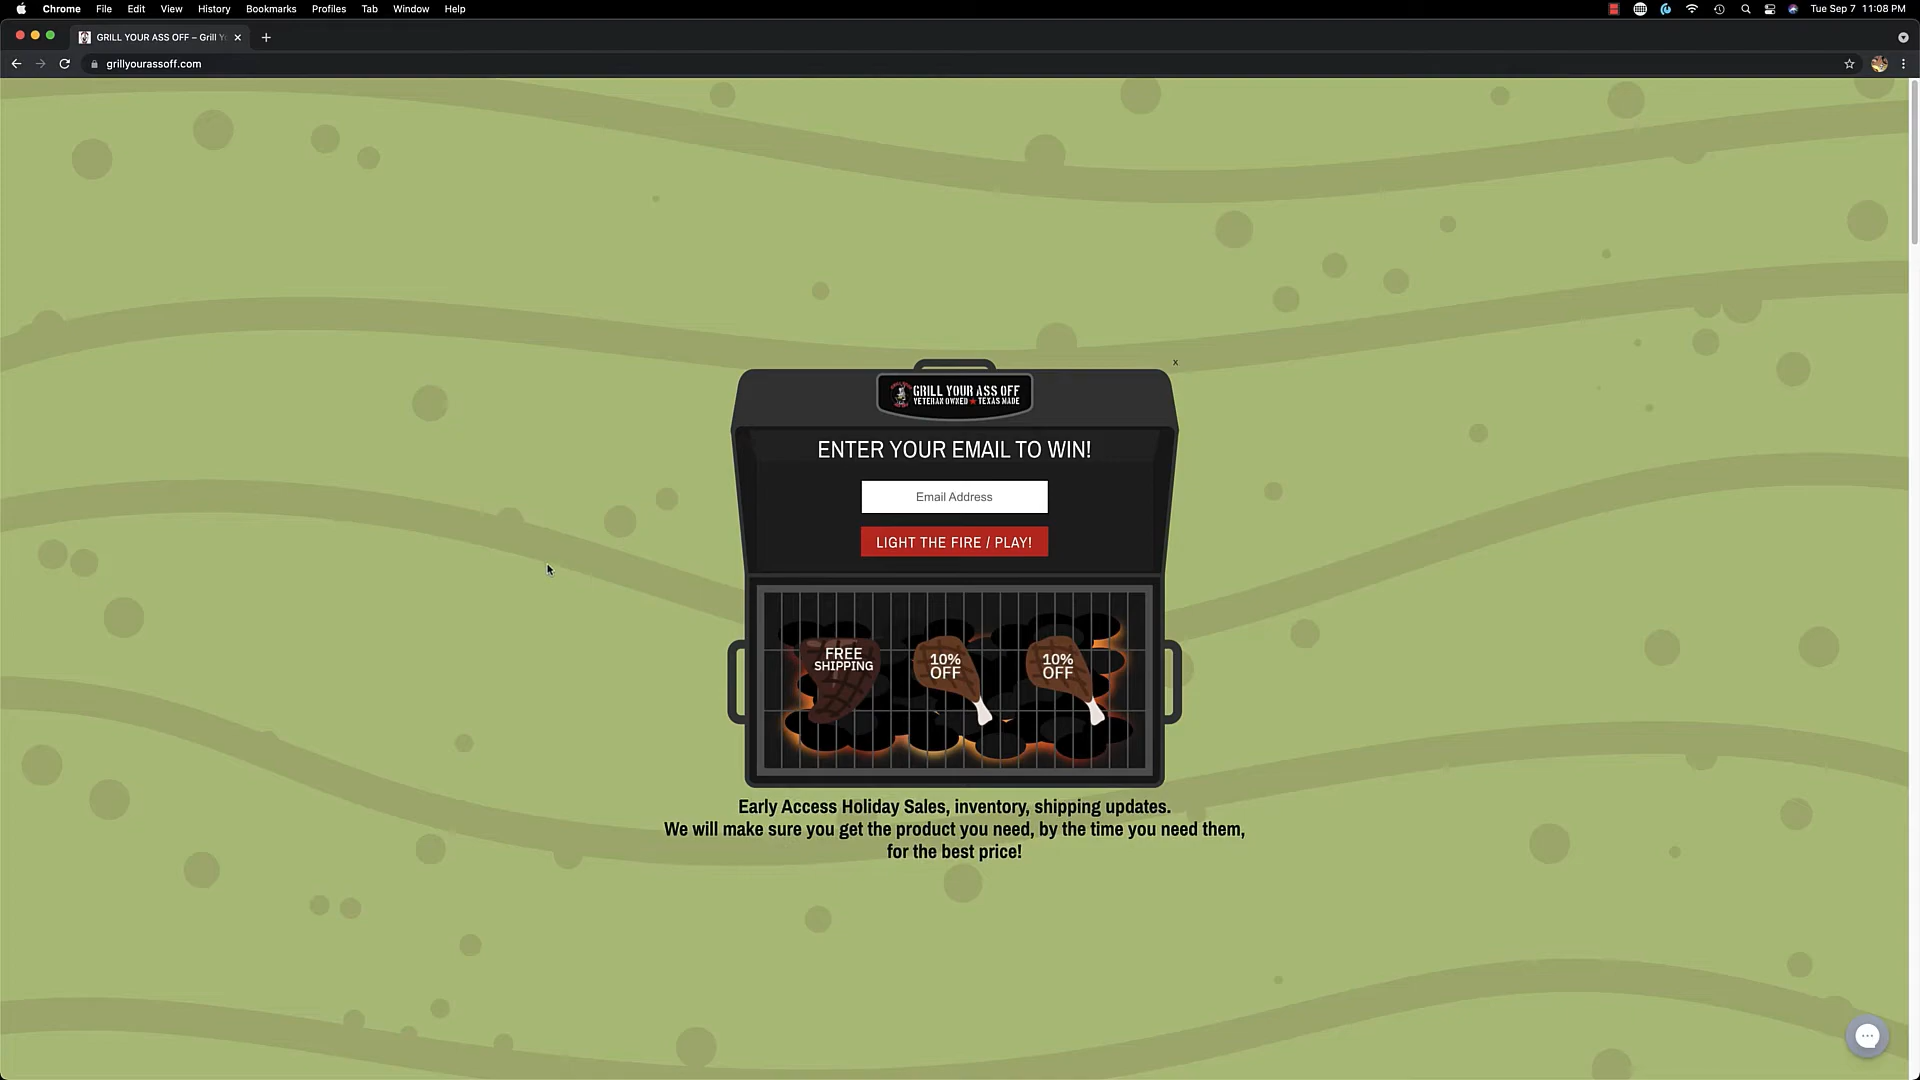 Chrome File Edit View History Bookmarks Profiles Tab Window Help Tue Sep 7 11:08 PM
GRILL YOUR ASS OFF – Grill
grillyourassoff.com
x
GRILL YOUR ASS OFF
VETERAN OWNED ★ TEXAS MADE
ENTER YOUR EMAIL TO WIN!
Email Address
LIGHT THE FIRE / PLAY!
FREE
SHIPPING
10%
OFF
10%
OFF
Early Access Holiday Sales, inventory, shipping updates.
We will make sure you get the product you need, by the time you need them,
for the best price!